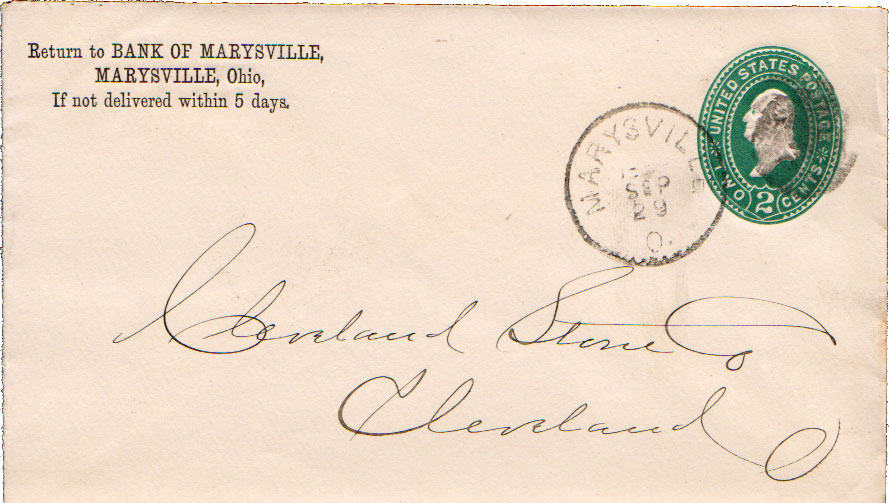 Return to BANK OF MARYSVILLE,
MARYSVILLE, Ohio,
If not delivered within 5 days.
UNITED STATES POSTAGE
TWO 2 CENTS
MARYSVILLE
SEP
29
O.
Cleveland Stone Co
Cleveland
O